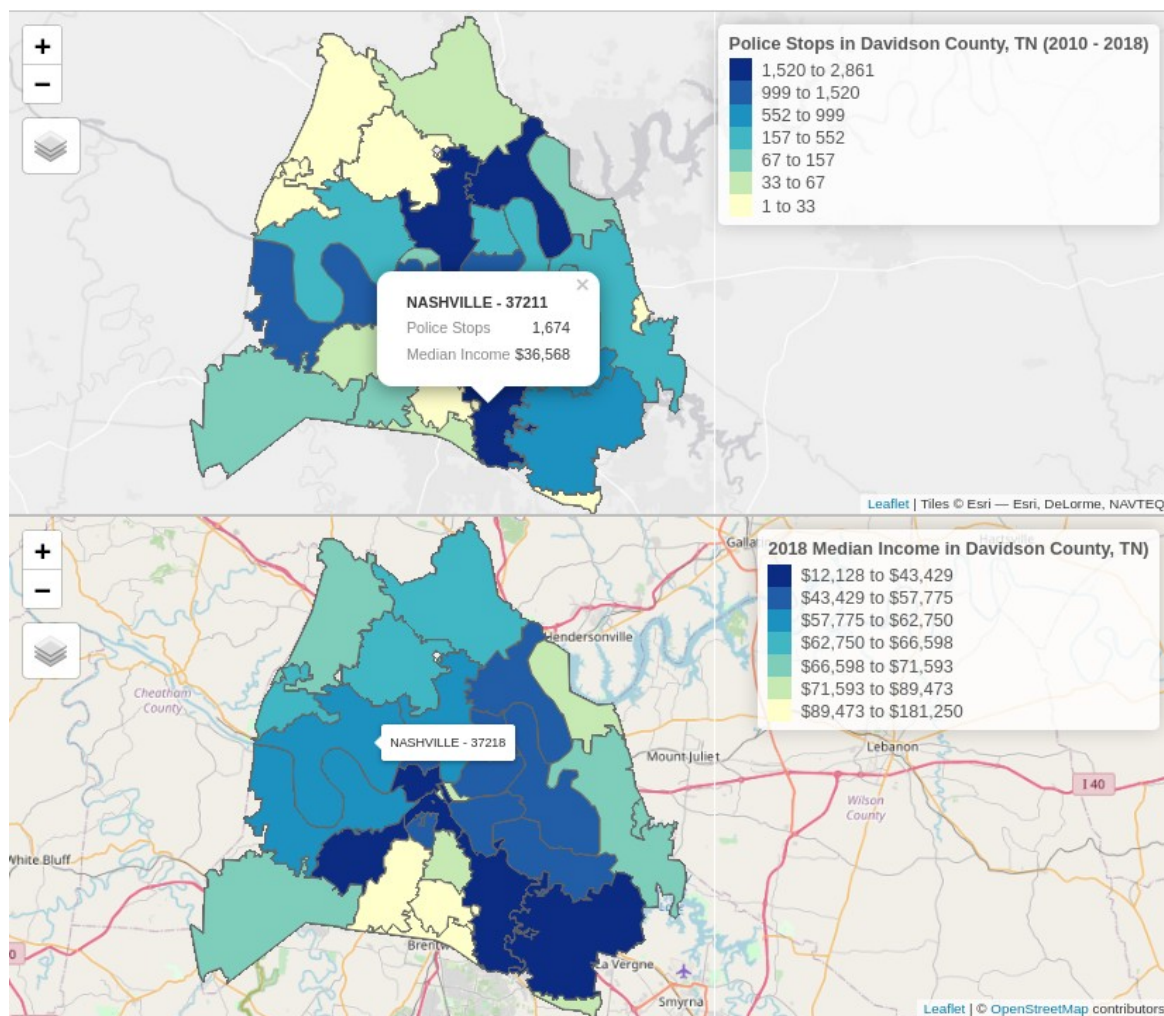 +
−
Police Stops in Davidson County, TN (2010 - 2018)
1,520 to 2,861
999 to 1,520
552 to 999
157 to 552
67 to 157
33 to 67
1 to 33
×
NASHVILLE - 37211
Police Stops 1,674
Median Income $36,568
Leaflet | Tiles © Esri — Esri, DeLorme, NAVTEQ
+
−
2018 Median Income in Davidson County, TN)
$12,128 to $43,429
$43,429 to $57,775
$57,775 to $62,750
$62,750 to $66,598
$66,598 to $71,593
$71,593 to $89,473
$89,473 to $181,250
Hartsville
Hendersonville
Cheatham
County
NASHVILLE - 37218
Mount Juliet
Lebanon
I 40
Wilson
County
White Bluff
La Vergne
Smyrna
Leaflet | © OpenStreetMap contributors